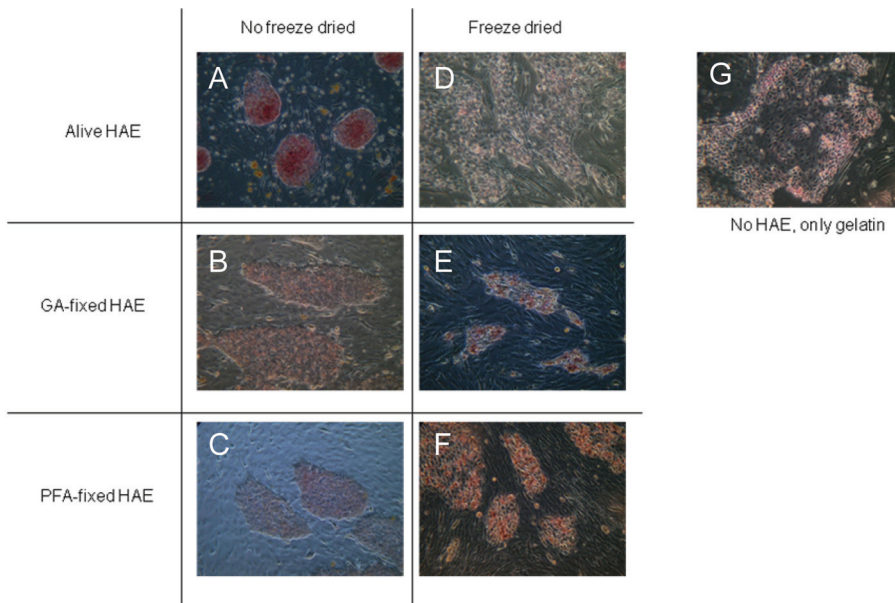 No freeze dried
Freeze dried
A
D
G
Alive HAE
No HAE, only gelatin
B
E
GA-fixed HAE
C
F
PFA-fixed HAE